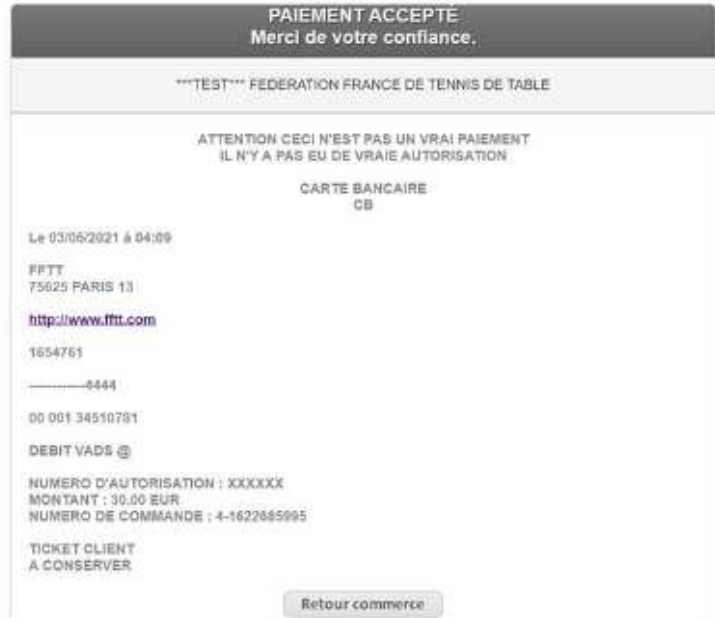 PAIEMENT ACCEPTÉ
Merci de votre confiance.
***TEST*** FEDERATION FRANCE DE TENNIS DE TABLE
ATTENTION CECI N'EST PAS UN VRAI PAIEMENT
IL N'Y A PAS EU DE VRAIE AUTORISATION
CARTE BANCAIRE
CB
Le 03/06/2021 à 04:09
FFTT
75625 PARIS 13
http://www.fftt.com
1654761
------------4444
00 001 34510781
DEBIT VADS @
NUMERO D'AUTORISATION : XXXXXX
MONTANT : 30.00 EUR
NUMERO DE COMMANDE : 4-1622685995
TICKET CLIENT
A CONSERVER
Retour commerce